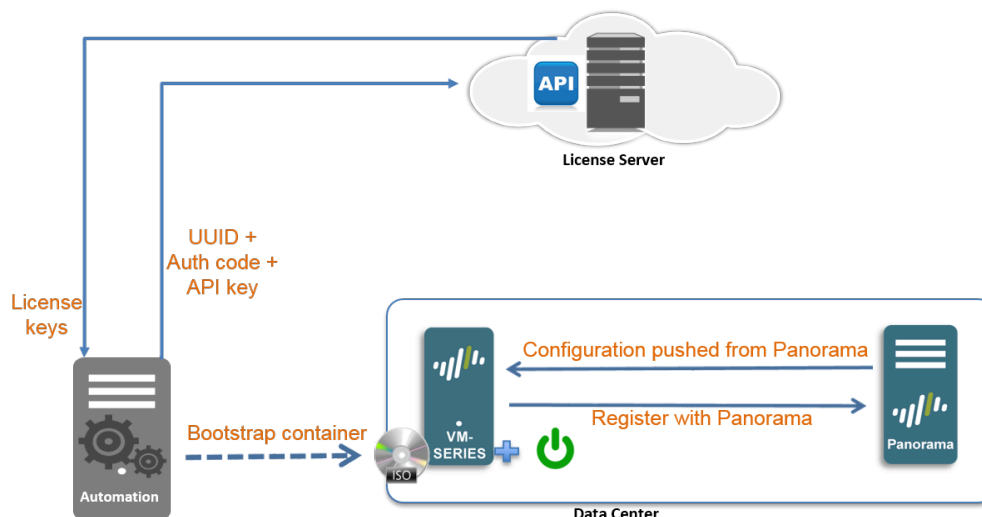 API
License Server
UUID +
Auth code +
API key
License
keys
Configuration pushed from Panorama
Register with Panorama
VM-
SERIES
Panorama
Bootstrap container
ISO
Automation
Data Center